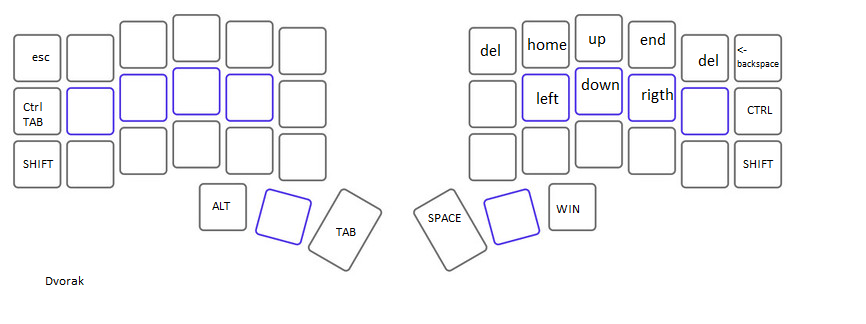 esc
del
home
up
end
del
<-
backspace
Ctrl
TAB
left
down
rigth
CTRL
SHIFT
SHIFT
ALT
TAB
SPACE
WIN
Dvorak